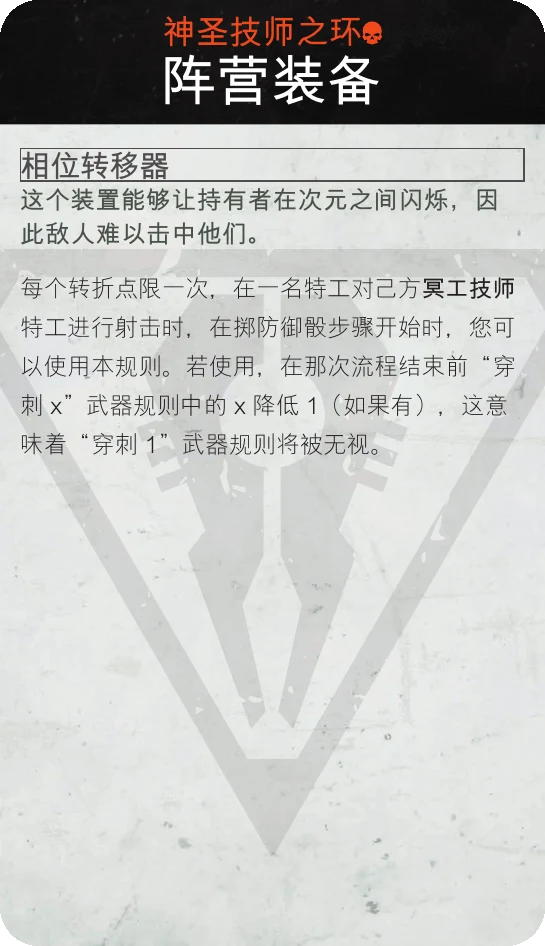 神圣技师之环
阵营装备
相位转移器
这个装置能够让持有者在次元之间闪烁，因
此敌人难以击中他们。
每个转折点限一次，在一名特工对己方冥工技师
特工进行射击时，在掷防御骰步骤开始时，您可
以使用本规则。若使用，在那次流程结束前“穿
刺 x”武器规则中的 x 降低 1（如果有），这意
味着“穿刺 1”武器规则将被无视。